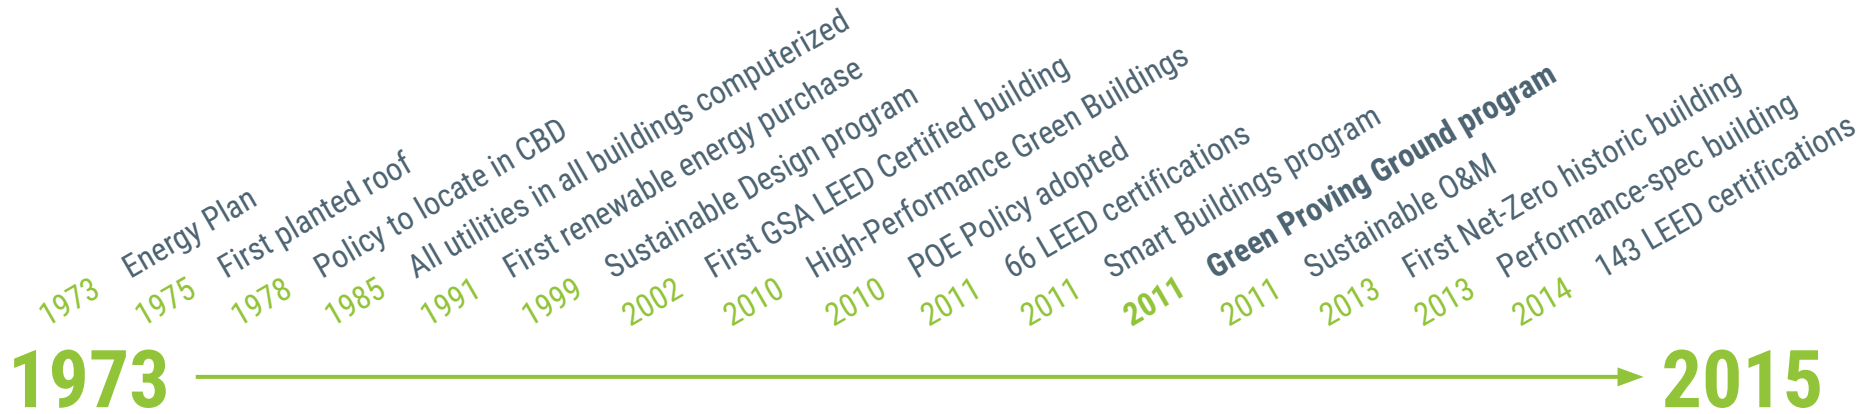 1973 Energy Plan
1975 First planted roof
1978 Policy to locate in CBD
1985 All utilities in all buildings computerized
1991 First renewable energy purchase
1999 Sustainable Design program
2002 First GSA LEED Certified building
2010 High-Performance Green Buildings
2010 POE Policy adopted
2011 66 LEED certifications
2011 Smart Buildings program
2011 Green Proving Ground program
2011 Sustainable O&M
2013 First Net-Zero historic building
2013 Performance-spec building
2014 143 LEED certifications
1973 2015